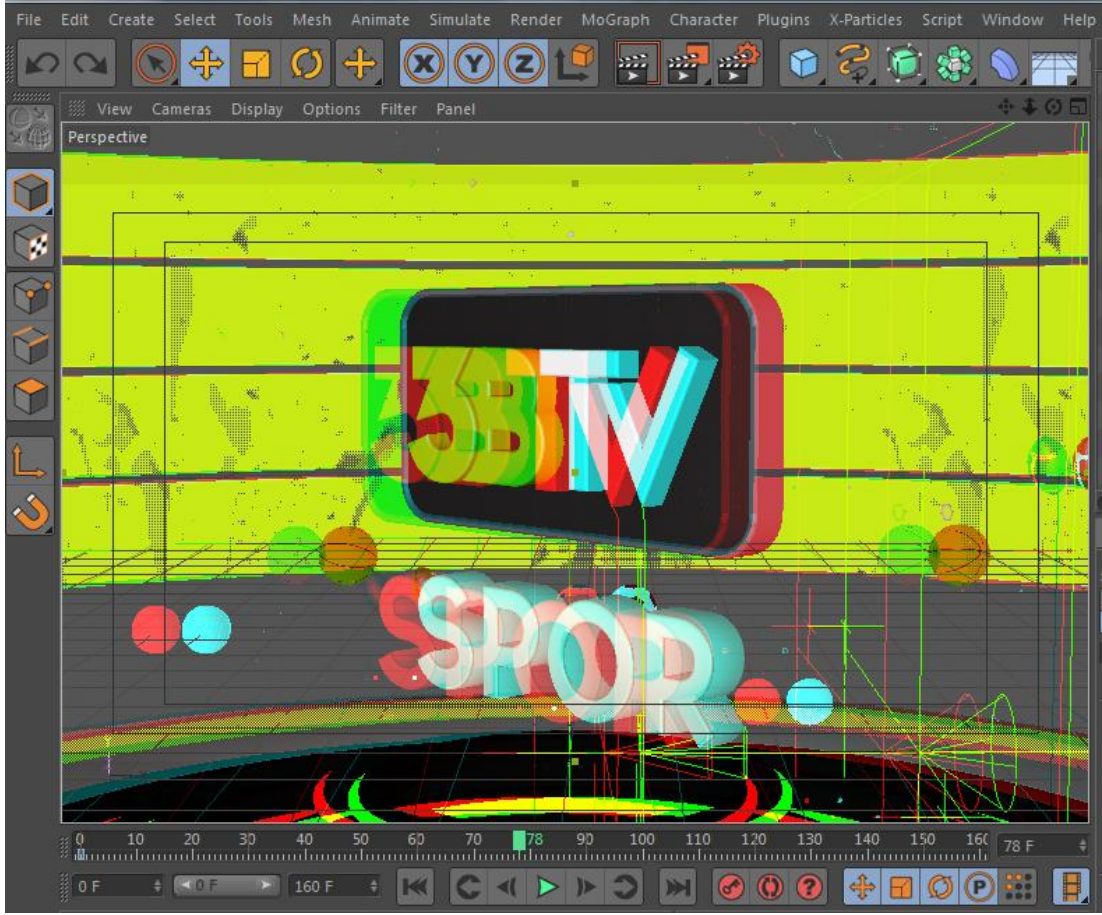 File Edit Create Select Tools Mesh Animate Simulate Render MoGraph Character Plugins X-Particles Script Window Help
X Y Z
View Cameras Display Options Filter Panel
Perspective
TV
SPOR
Y
0 10 20 30 40 50 60 70 78 90 100 110 120 130 140 150 160 78 F
0 F 0 F 160 F ? P